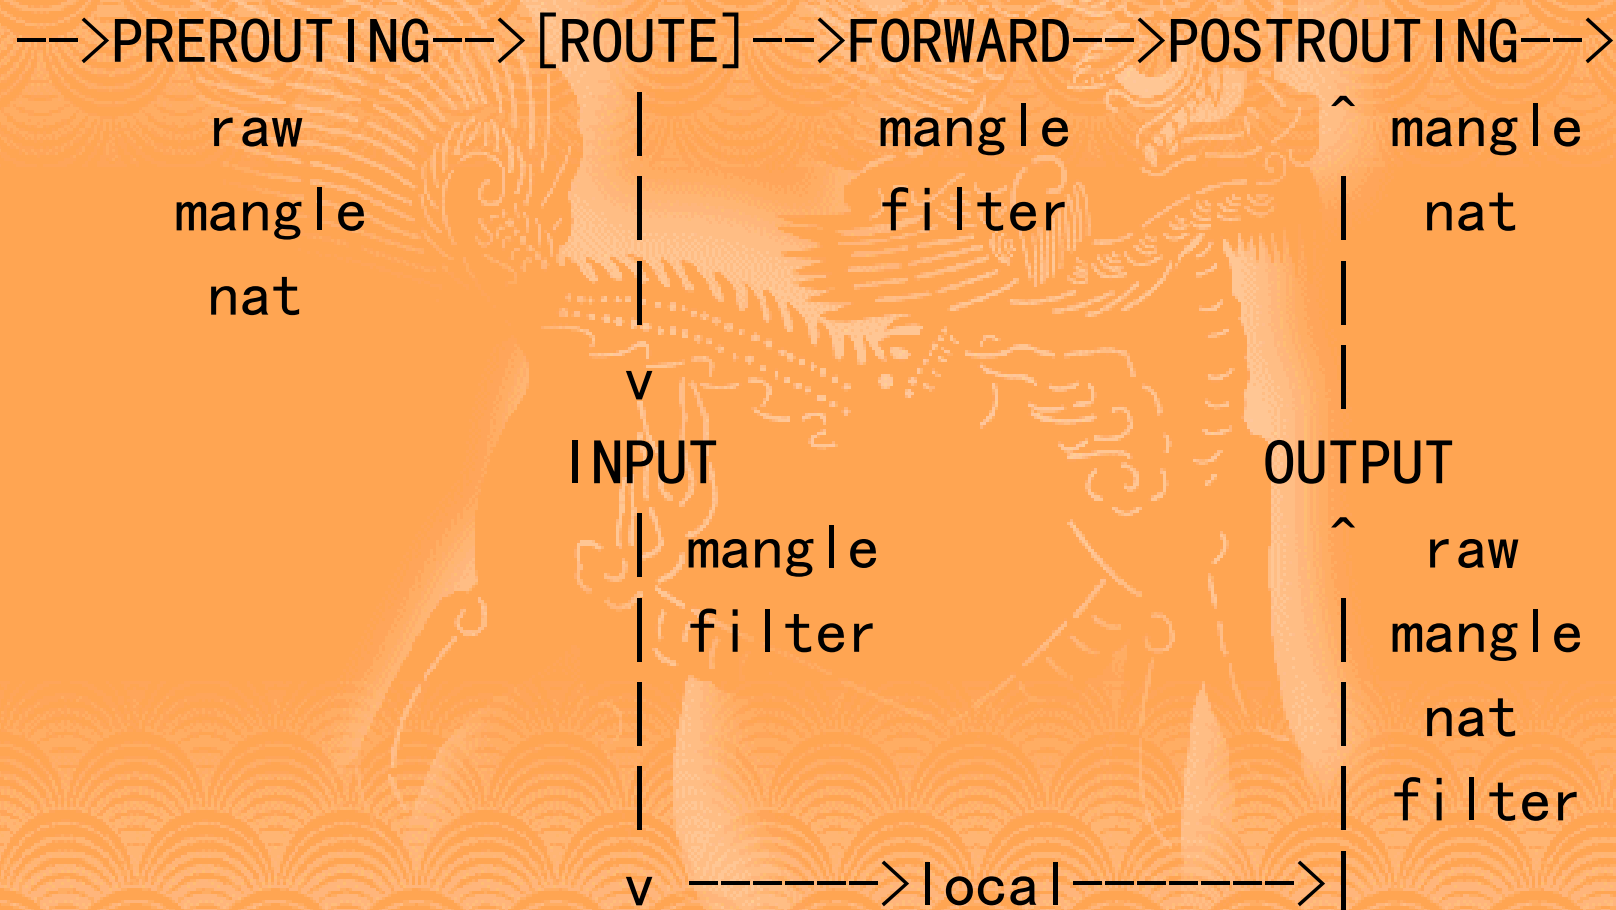 -->PREROUTING-->[ROUTE]-->FORWARD-->POSTROUTING-->
raw | mangle ^ mangle
mangle | filter | nat
nat | |
v |
INPUT OUTPUT
| mangle ^ raw
| filter | mangle
| | nat
| | filter
v ------>local------->|